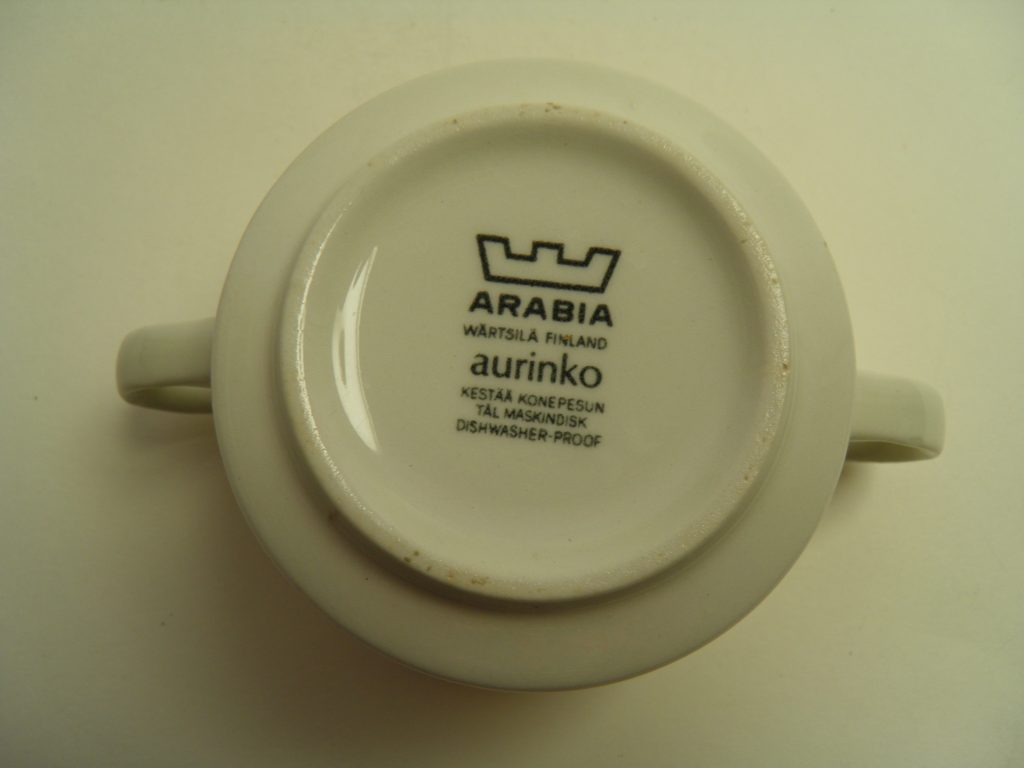 ARABIA
WÄRTSILÄ FINLAND
aurinko
KESTÄÄ KONEPESUN
TÅL MASKINDISK
DISHWASHER-PROOF